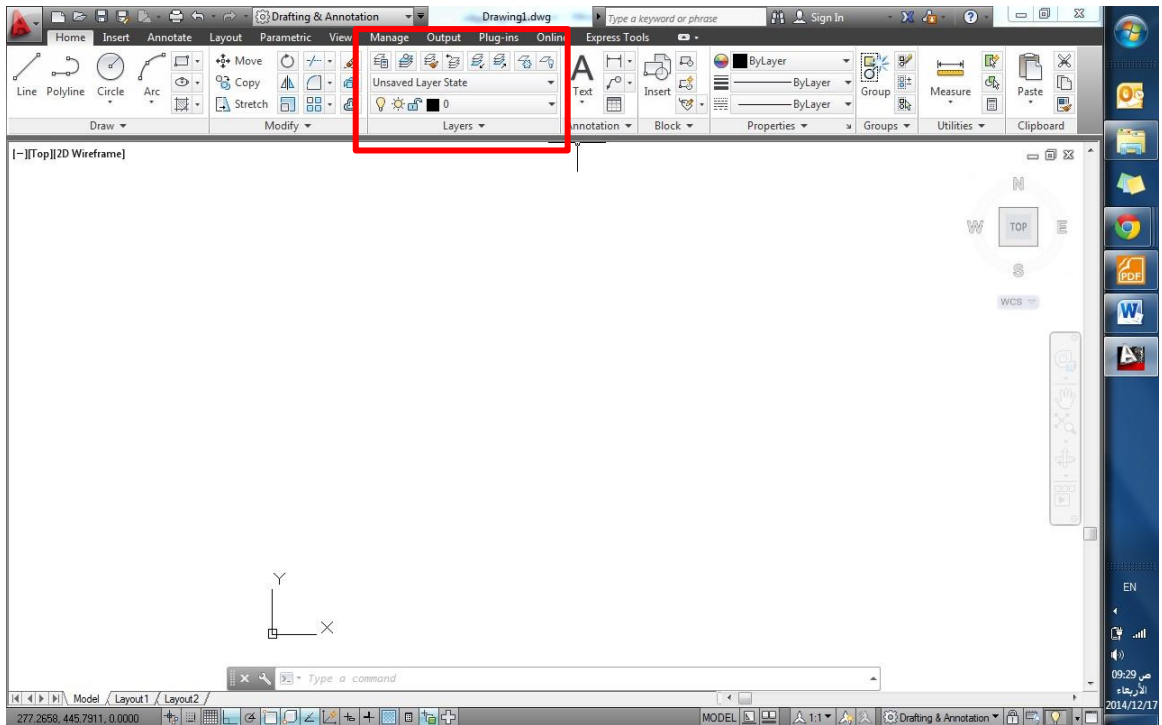 Drafting & Annotation Drawing1.dwg Type a keyword or phrase Sign In
Home Insert Annotate Layout Parametric View Manage Output Plug-ins Online Express Tools
Move
Copy
Stretch
Line Polyline Circle Arc
Unsaved Layer State
0
Text
Insert
ByLayer
ByLayer
ByLayer
Group
Measure
Paste
Draw Modify Layers Annotation Block Properties Groups Utilities Clipboard
[−][Top][2D Wireframe]
N
W TOP E
S
WCS
Y
X
Type a command
Model Layout1 Layout2
277.2658, 445.7911, 0.0000 MODEL 1:1 Drafting & Annotation
PDF
EN
09:29 ص
الأربعاء
2014/12/17